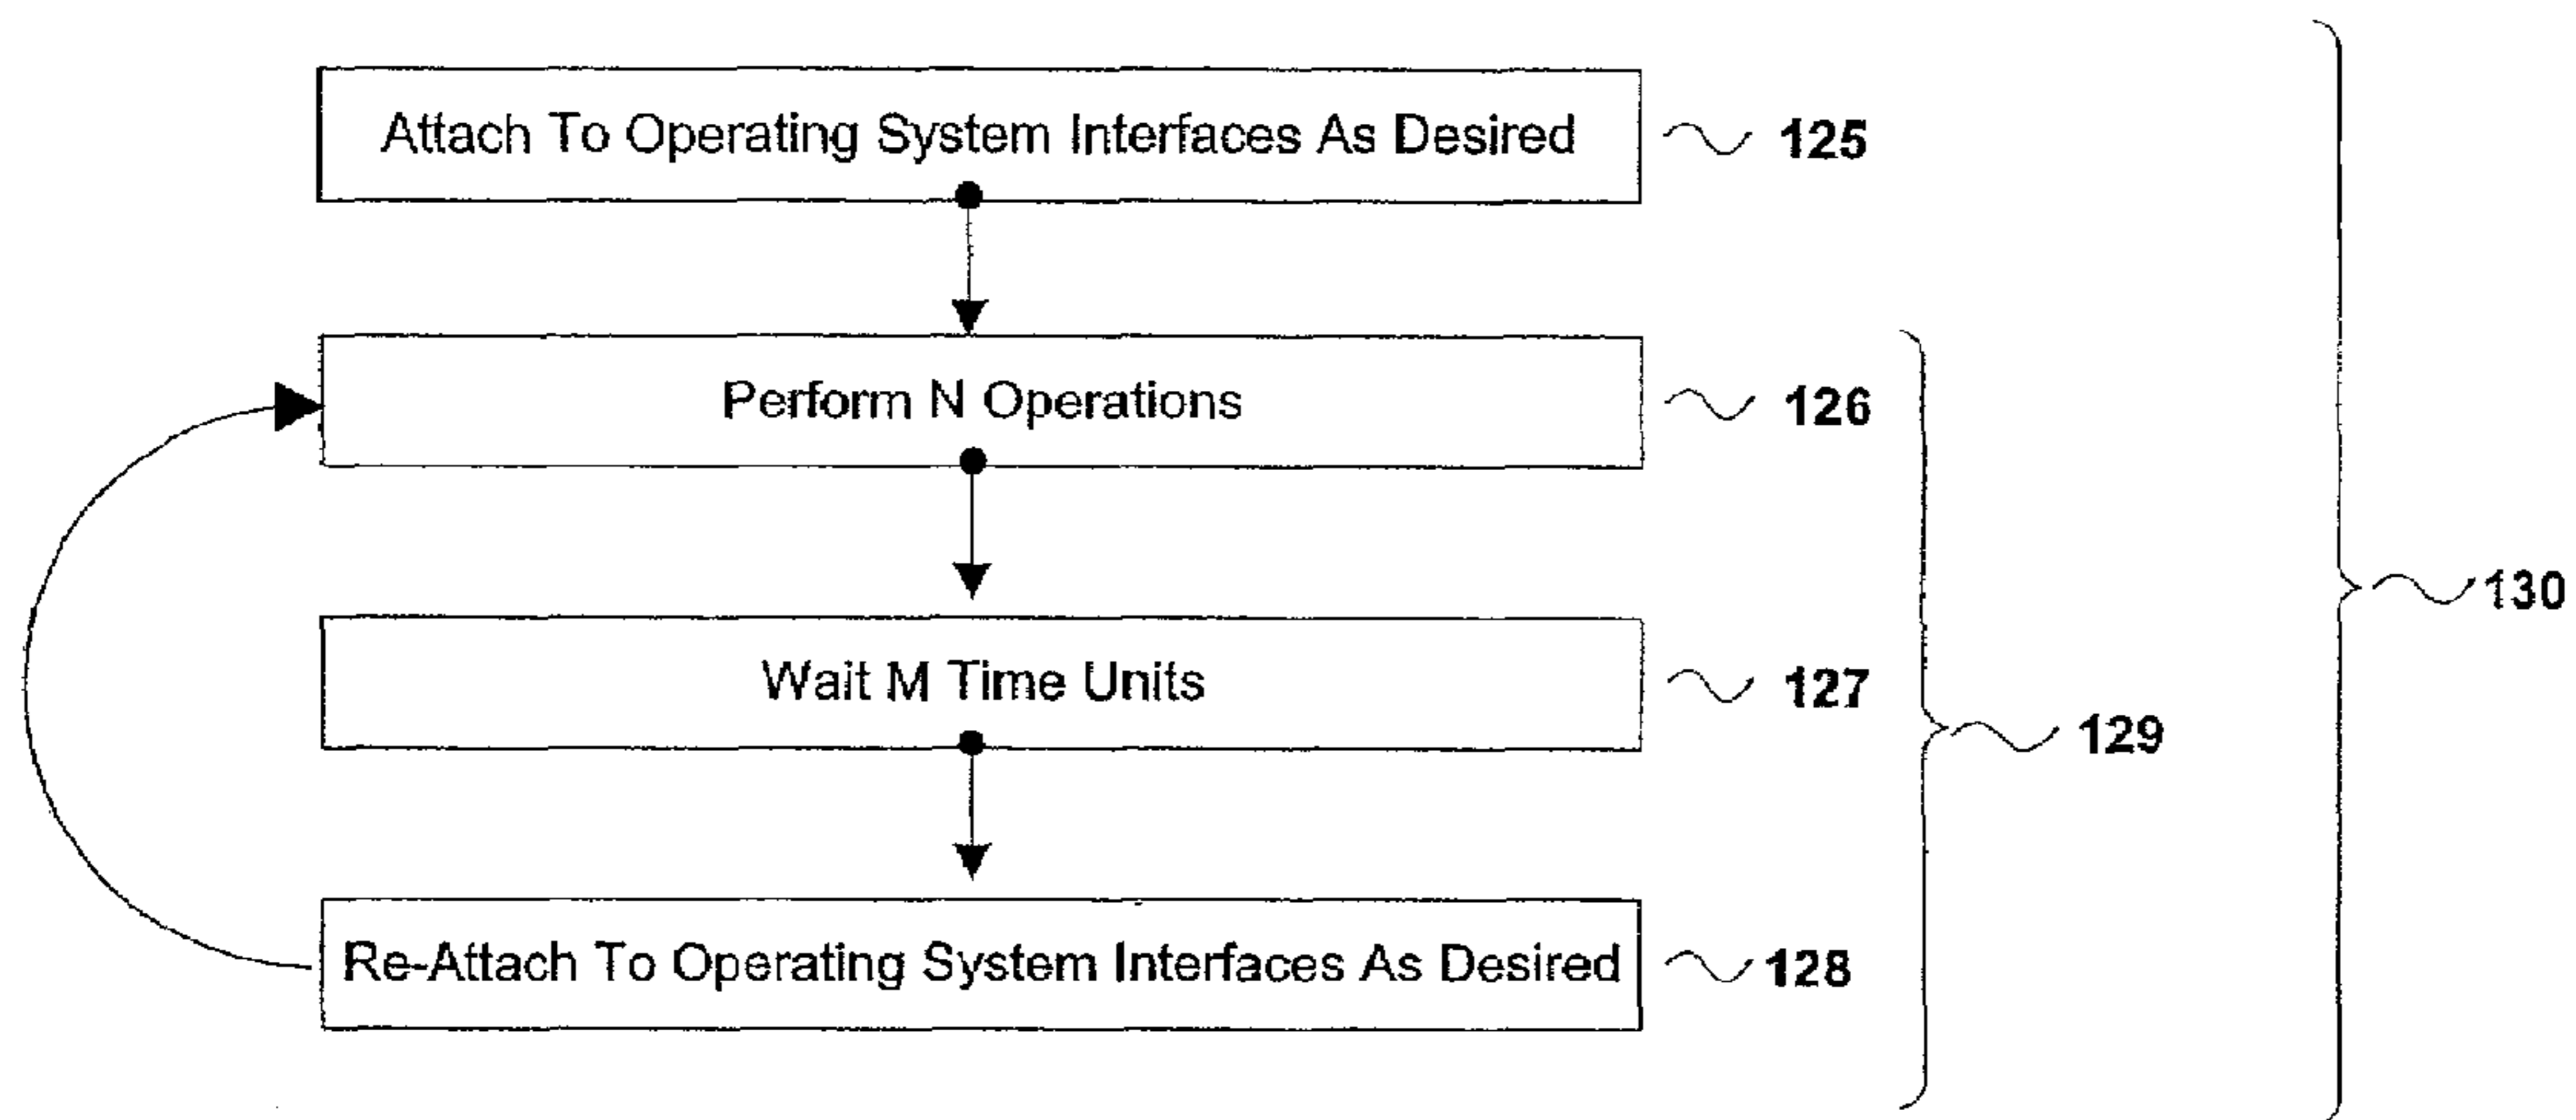 Attach To Operating System Interfaces As Desired 125
Perform N Operations 126
Wait M Time Units 127
Re-Attach To Operating System Interfaces As Desired 128
129
130